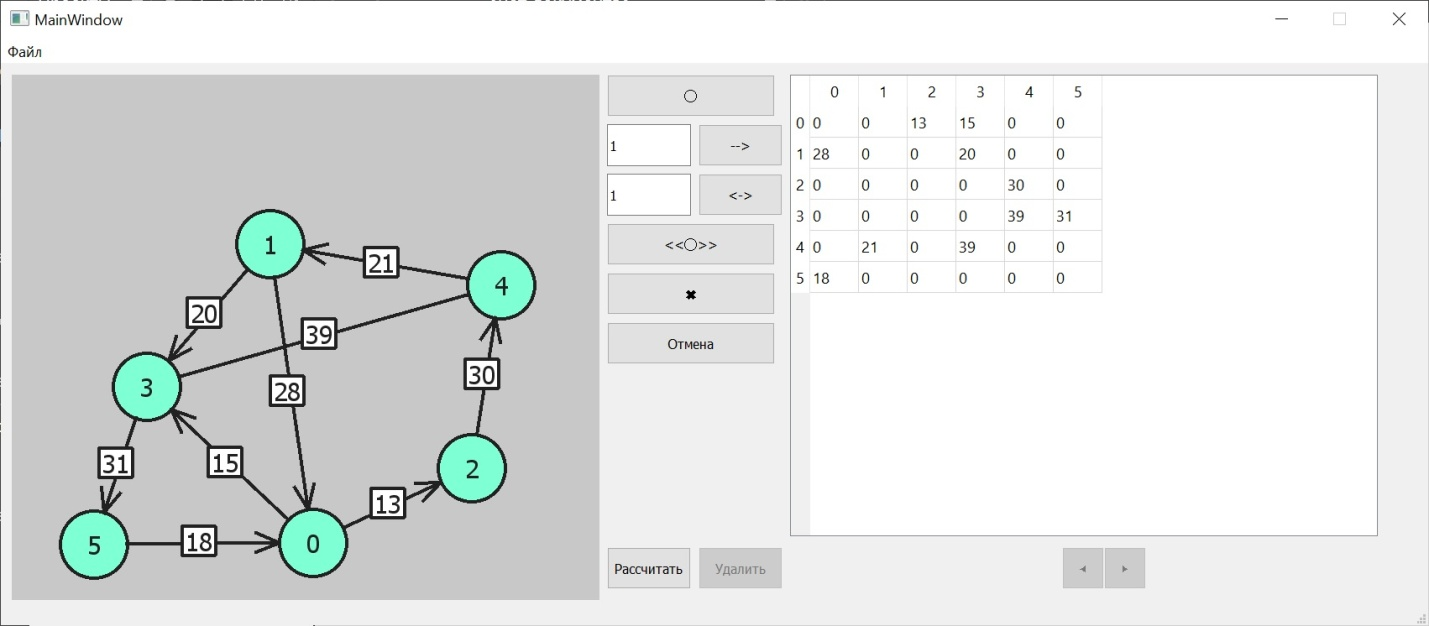 MainWindow
Файл
1
4
3
2
5
0
21
20
39
28
30
31
15
13
18
1
-->
1
<->
<<○>>
✖
Отмена
Рассчитать
Удалить
0 1 2 3 4 5
0 0 0 13 15 0 0
1 28 0 0 20 0 0
2 0 0 0 0 30 0
3 0 0 0 0 39 31
4 0 21 0 39 0 0
5 18 0 0 0 0 0